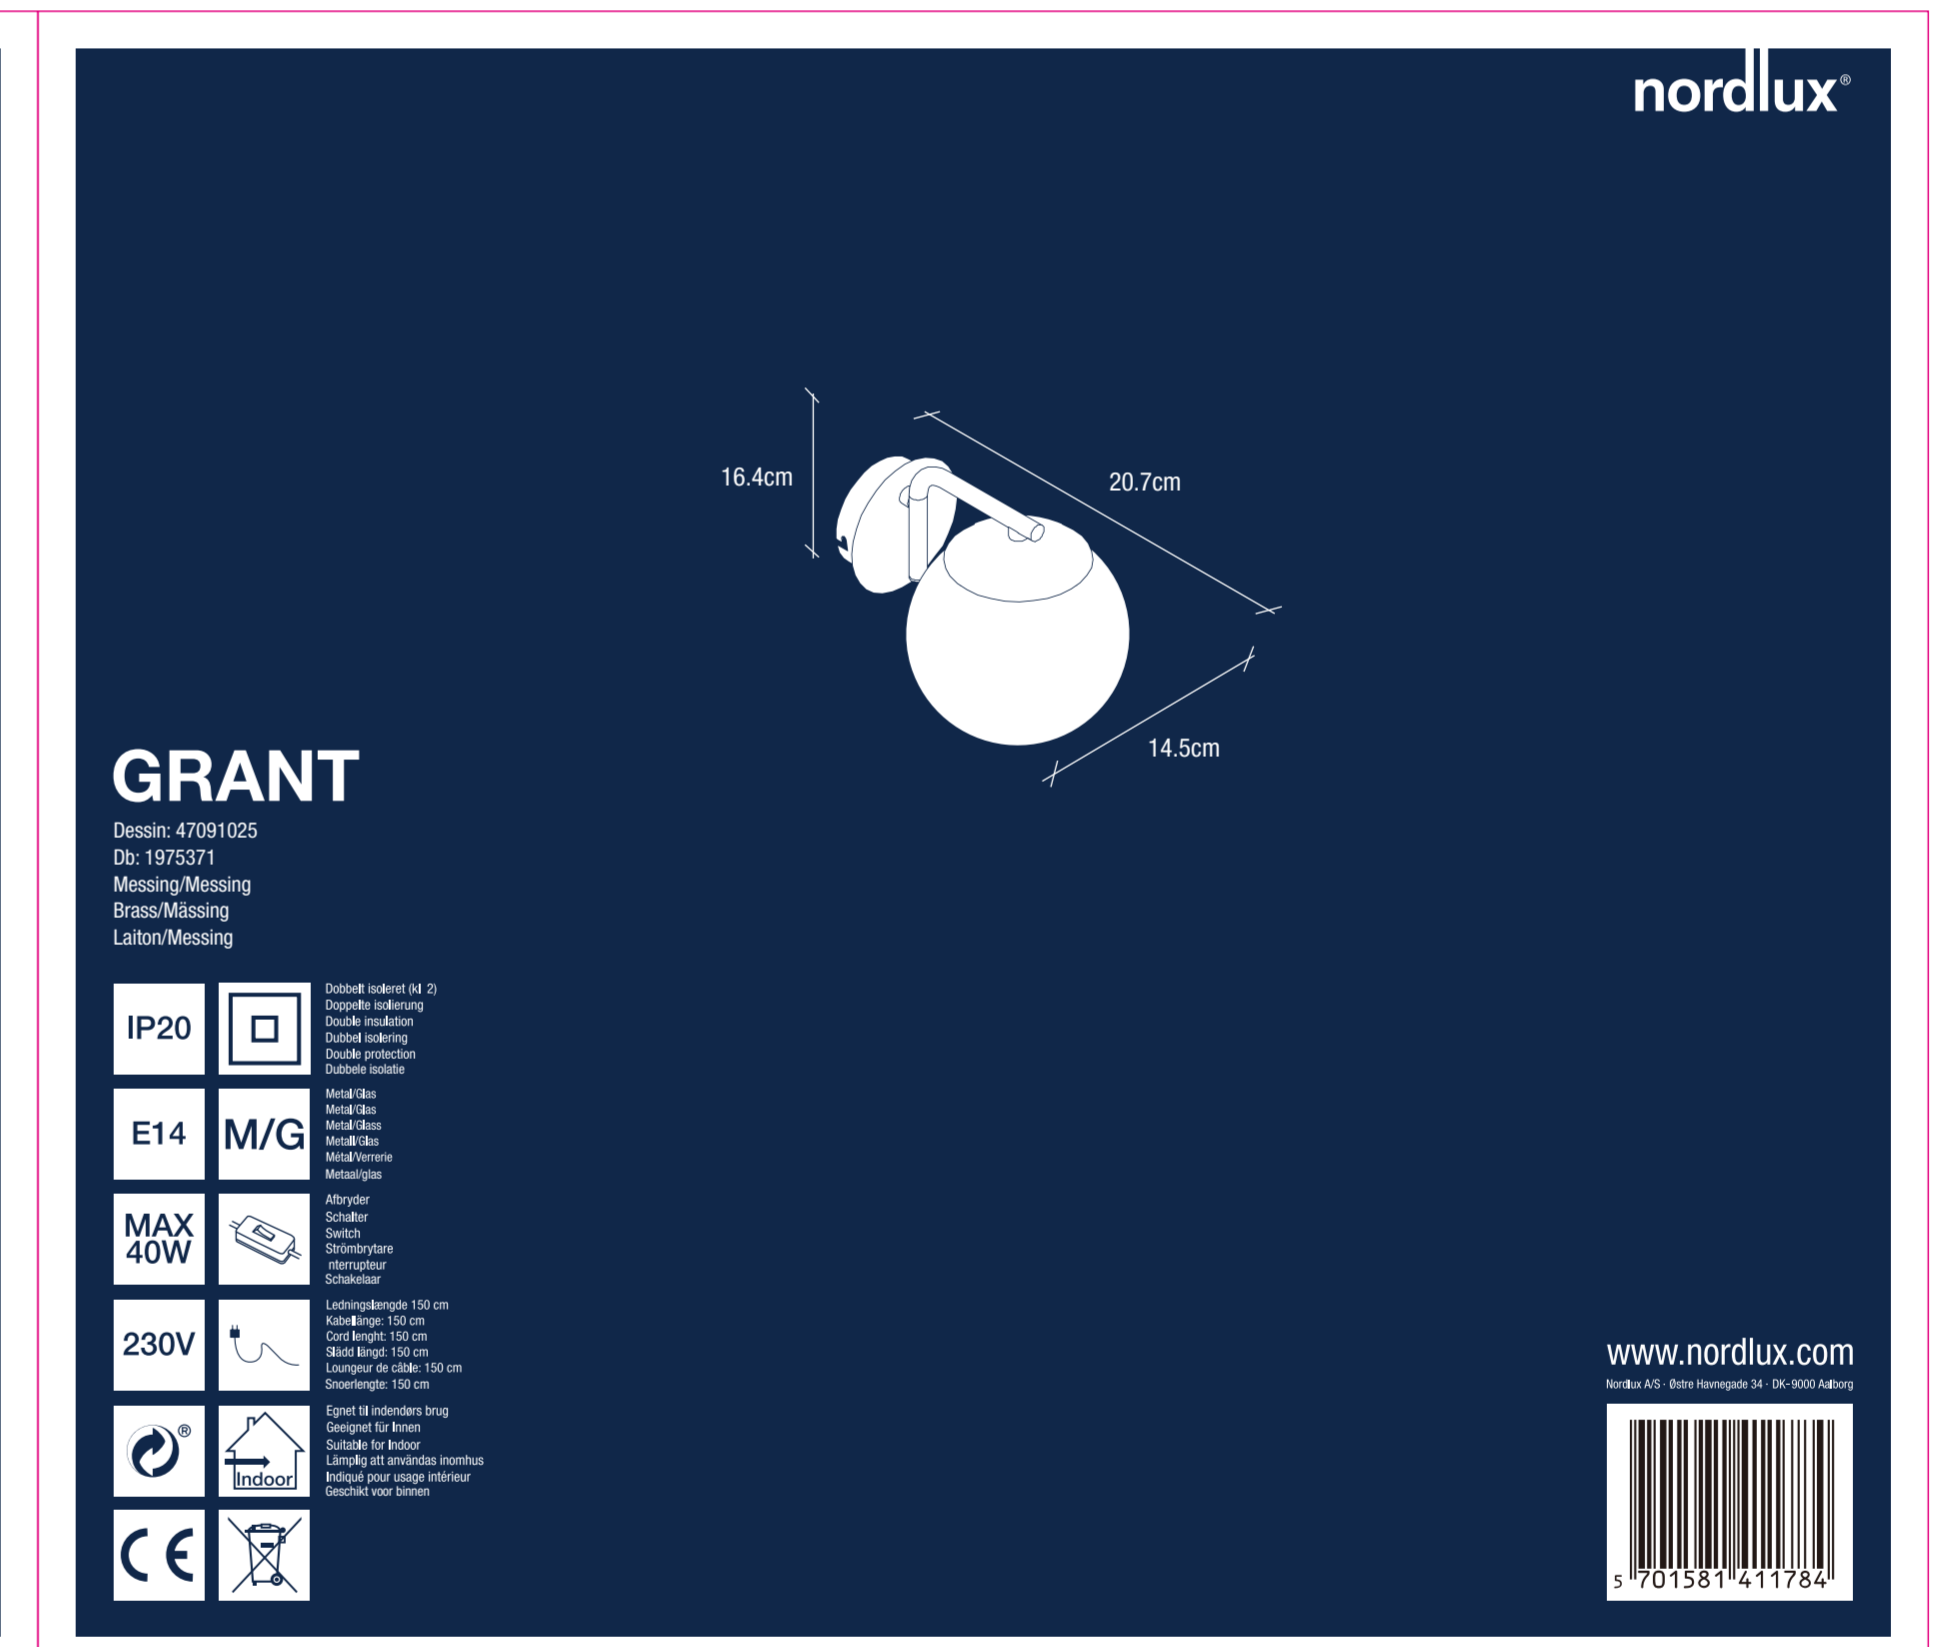 nordlux®
16.4cm
20.7cm
14.5cm
GRANT
Dessin: 47091025
Db: 1975371
Messing/Messing
Brass/Mässing
Laiton/Messing
IP20
Dobbelt isoleret (kl 2)
Doppelte isolierung
Double insulation
Dubbel isolering
Double protection
Dubbele isolatie
E14
M/G
Metal/Glas
Metal/Glas
Metal/Glass
Metall/Glas
Métal/Verrerie
Metaal/glas
MAX
40W
Afbryder
Schalter
Switch
Strömbrytare
nterrupteur
Schakelaar
230V
Ledningslængde 150 cm
Kabellänge: 150 cm
Cord lenght: 150 cm
Slädd längd: 150 cm
Loungeur de câble: 150 cm
Snoerlengte: 150 cm
®
Indoor
Egnet til indendørs brug
Geeignet für Innen
Suitable for Indoor
Lämplig att användas inomhus
Indiqué pour usage intérieur
Geschikt voor binnen
CE
www.nordlux.com
Nordlux A/S · Østre Havnegade 34 · DK-9000 Aalborg
5 701581 411784